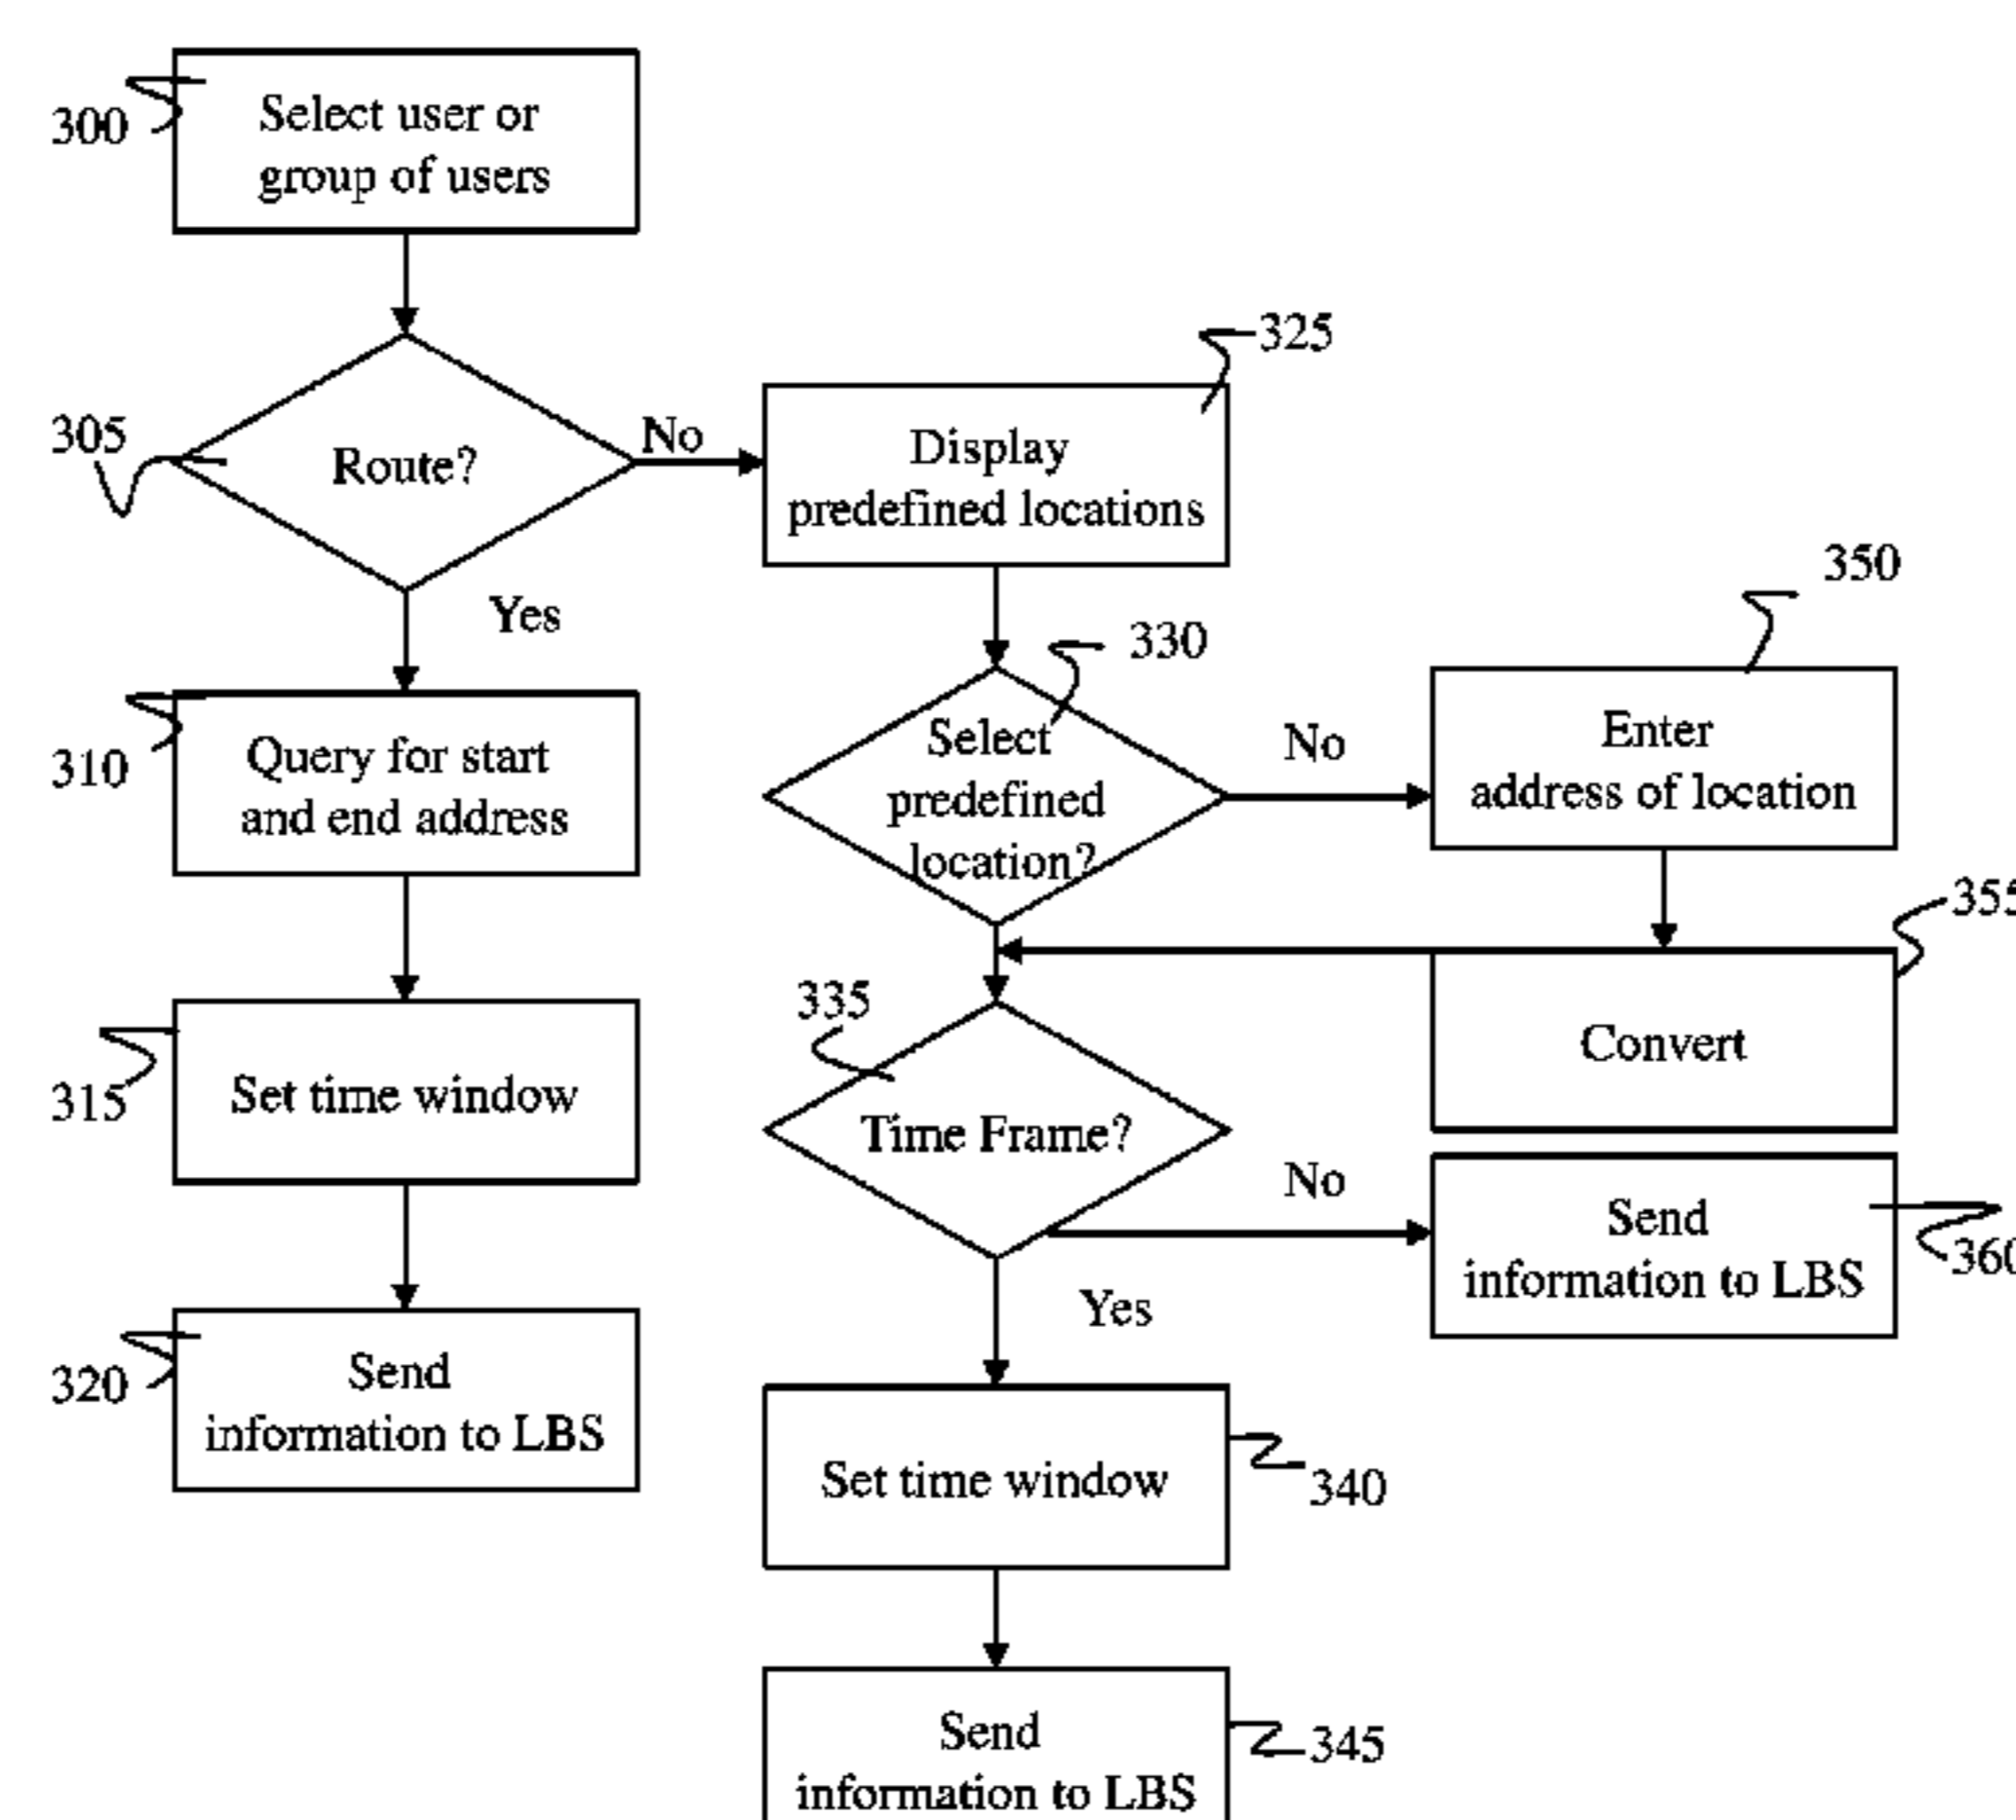 300
Select user or
group of users
305
Route?
No
Yes
325
Display
predefined locations
310
Query for start
and end address
330
Select
predefined
location?
No
350
Enter
address of location
355
Convert
315
Set time window
335
Time Frame?
No
Yes
Send
information to LBS
360
320
Send
information to LBS
Set time window
340
Send
information to LBS
345